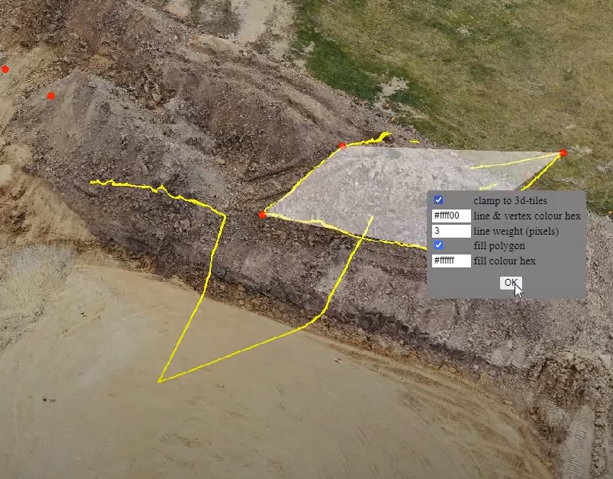 clamp to 3d-tiles
#ffff00 line & vertex colour hex
3 line weight (pixels)
fill polygon
#ffffff fill colour hex
OK